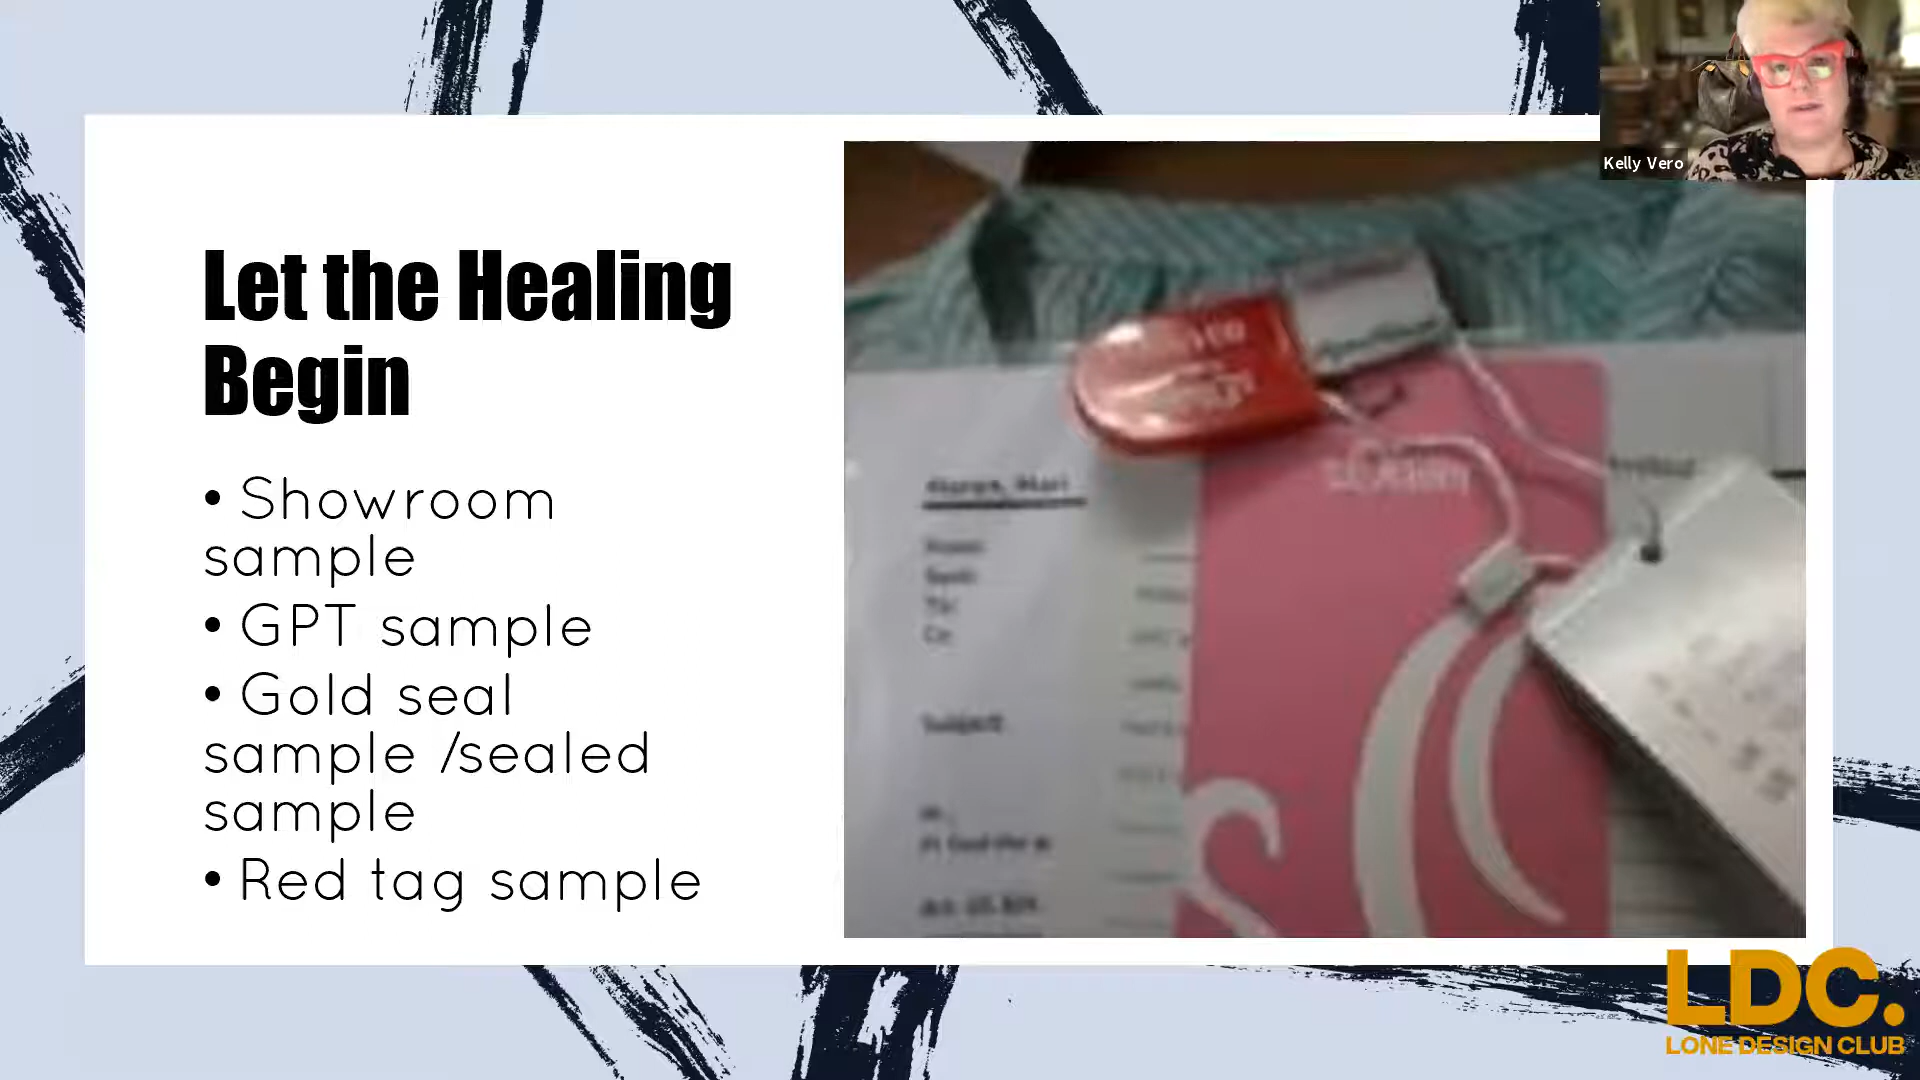 Kelly Vero
Let the Healing
Begin
• Showroom
sample
• GPT sample
• Gold seal
sample /sealed
sample
• Red tag sample
Subject:
LDC.
LONE DESIGN CLUB